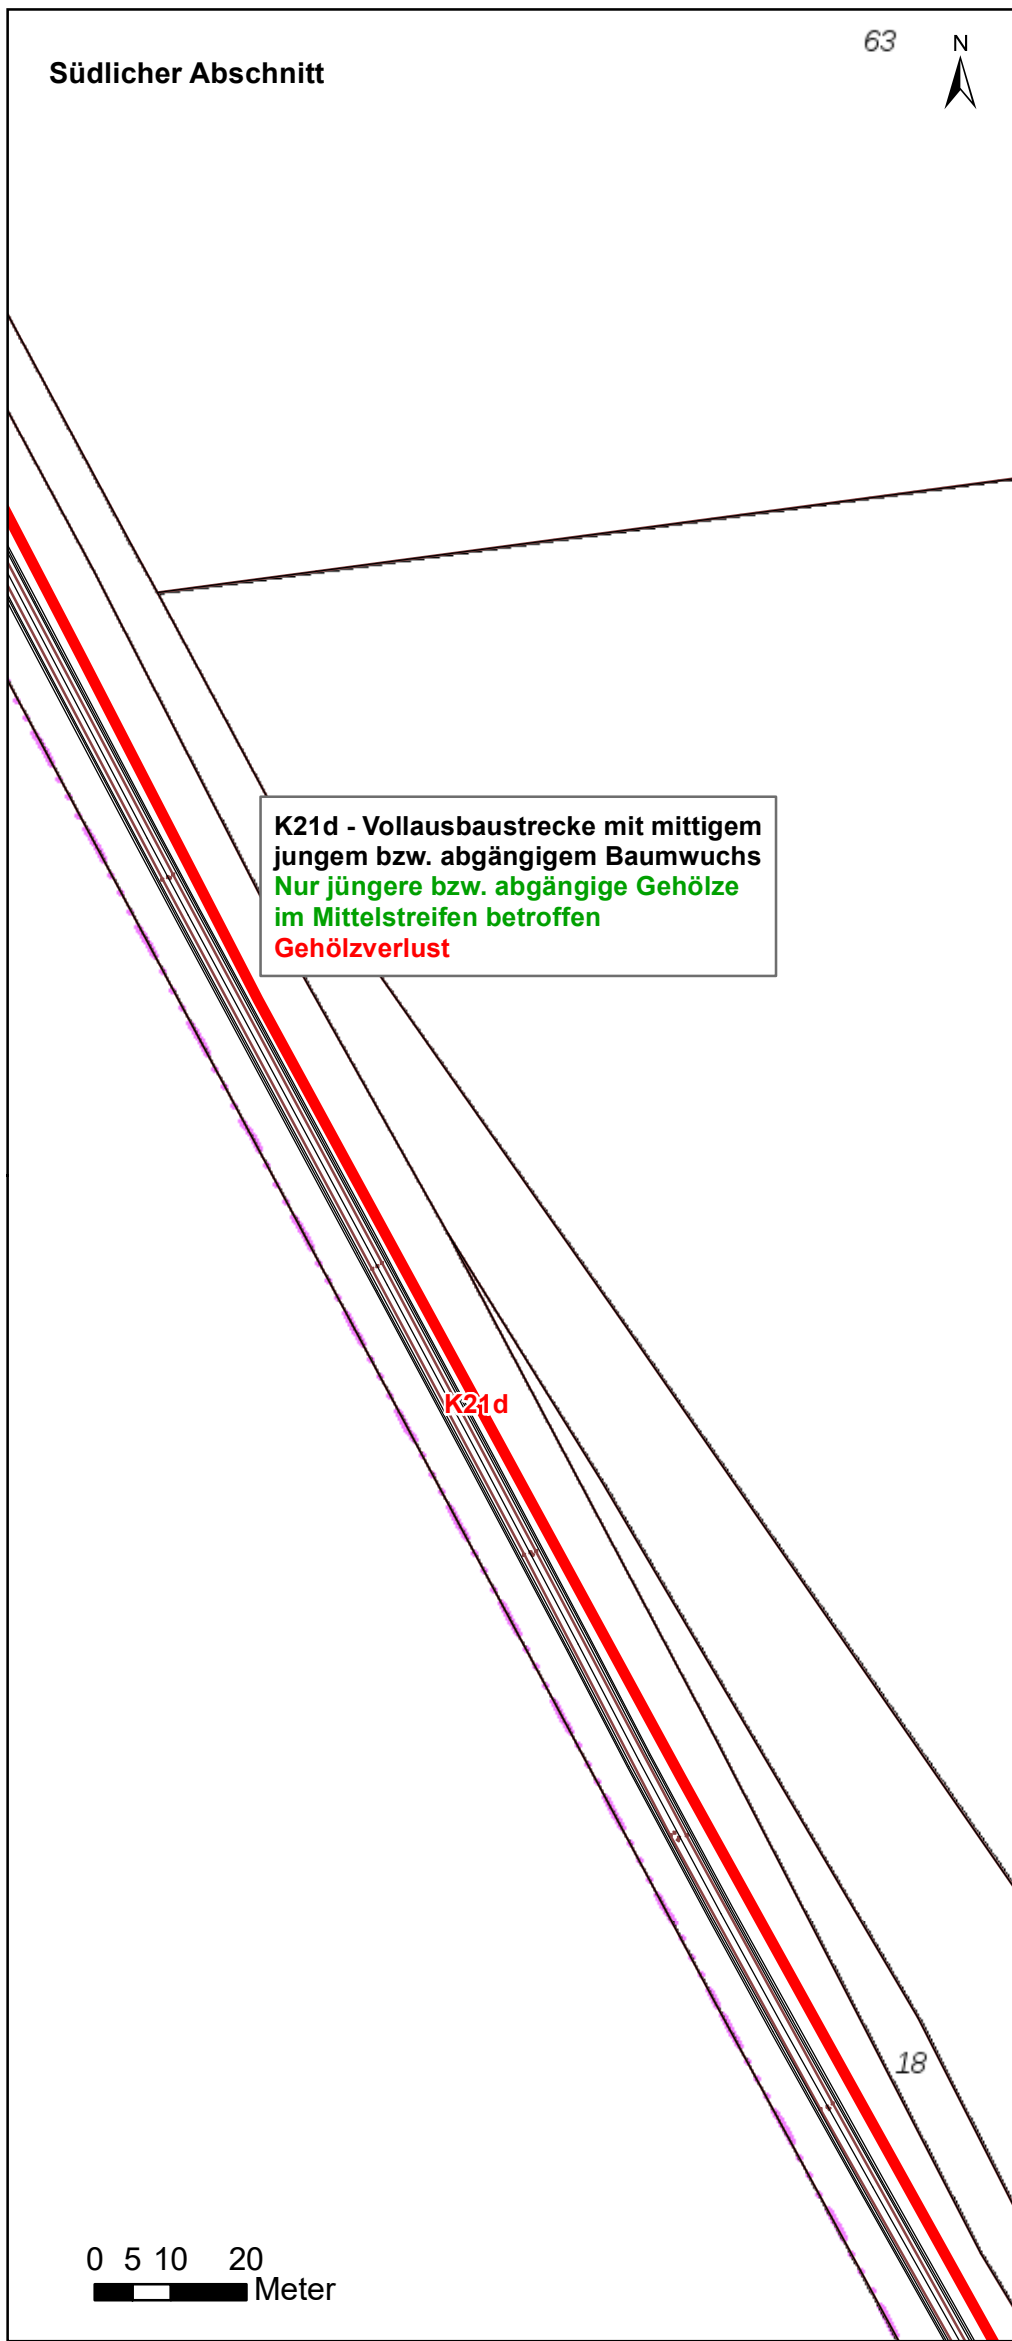 63
N
Südlicher Abschnitt
K21d - Vollausbaustrecke mit mittigem
jungem bzw. abgängigem Baumwuchs
Nur jüngere bzw. abgängige Gehölze
im Mittelstreifen betroffen
Gehölzverlust
K21d
18
0 5 10 20
Meter